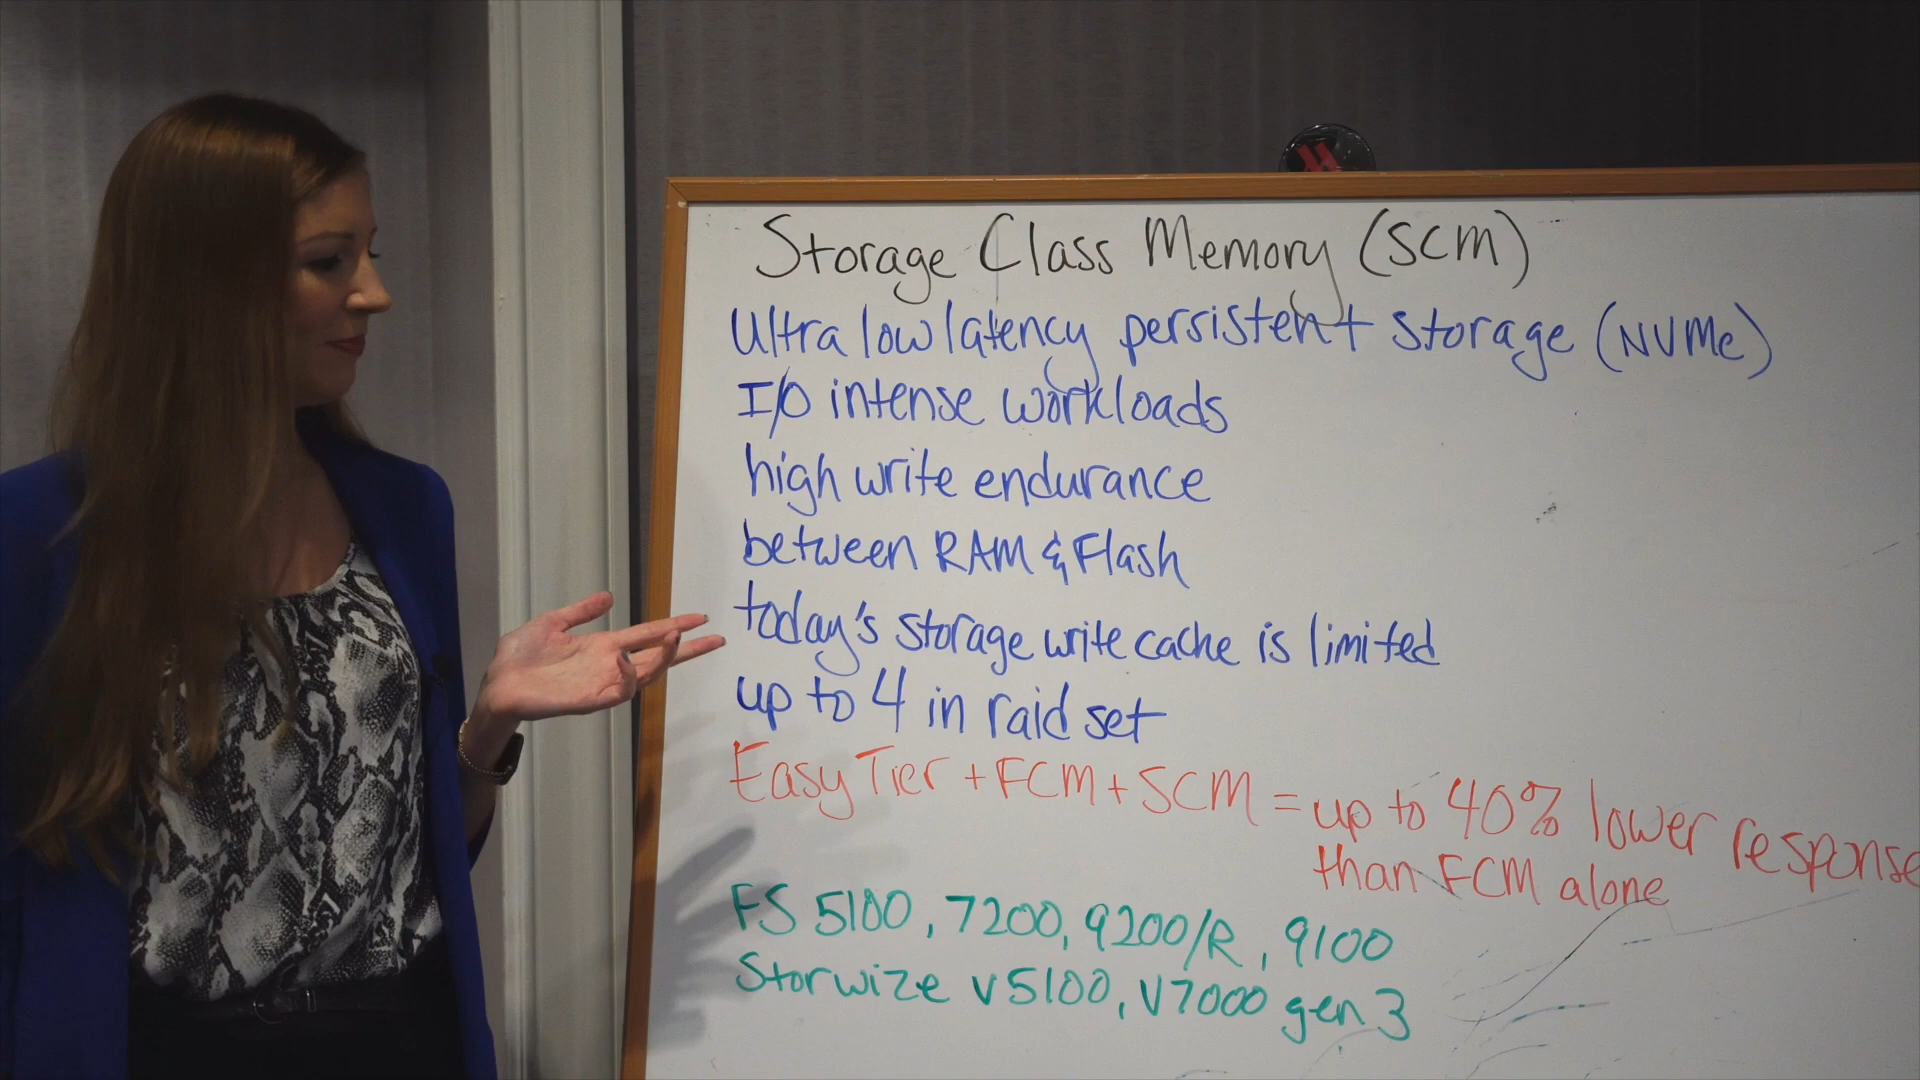 Storage Class Memory (SCM)
Ultra low latency persistent storage (NVMe)
I/O intense workloads
high write endurance
between RAM & Flash
today's storage write cache is limited
up to 4 in raid set
Easy Tier + FCM + SCM = up to 40% lower response
than FCM alone
FS 5100, 7200, 9200/R, 9100
Storwize v5100, V7000 gen 3